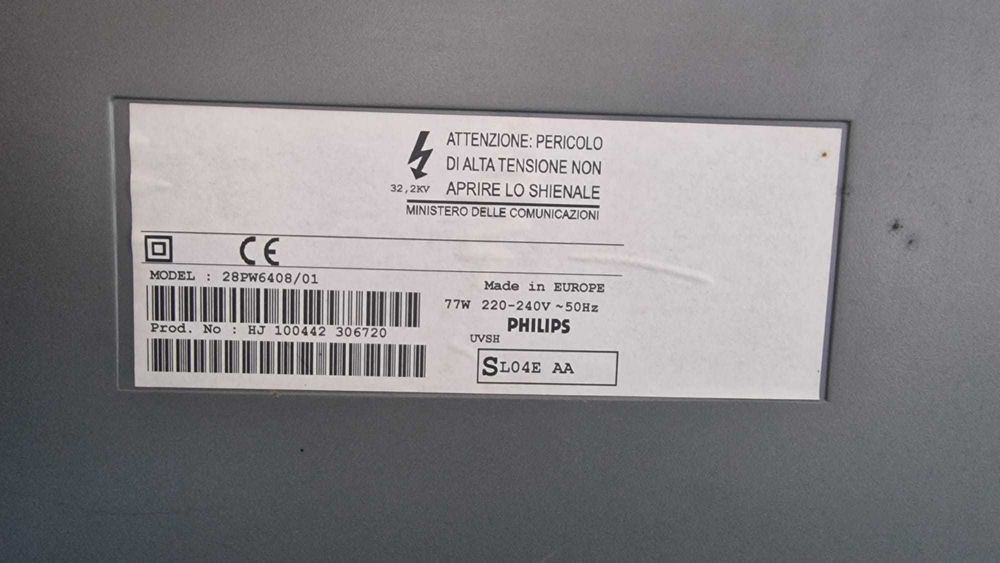 ATTENZIONE: PERICOLO
DI ALTA TENSIONE NON
32,2KV APRIRE LO SHIENALE
MINISTERO DELLE COMUNICAZIONI
CE
MODEL : 28PW6408/01
Made in EUROPE
77W 220-240V ~50Hz
Prod. No : HJ 100442 306720
PHILIPS
UVSH
SL04E AA